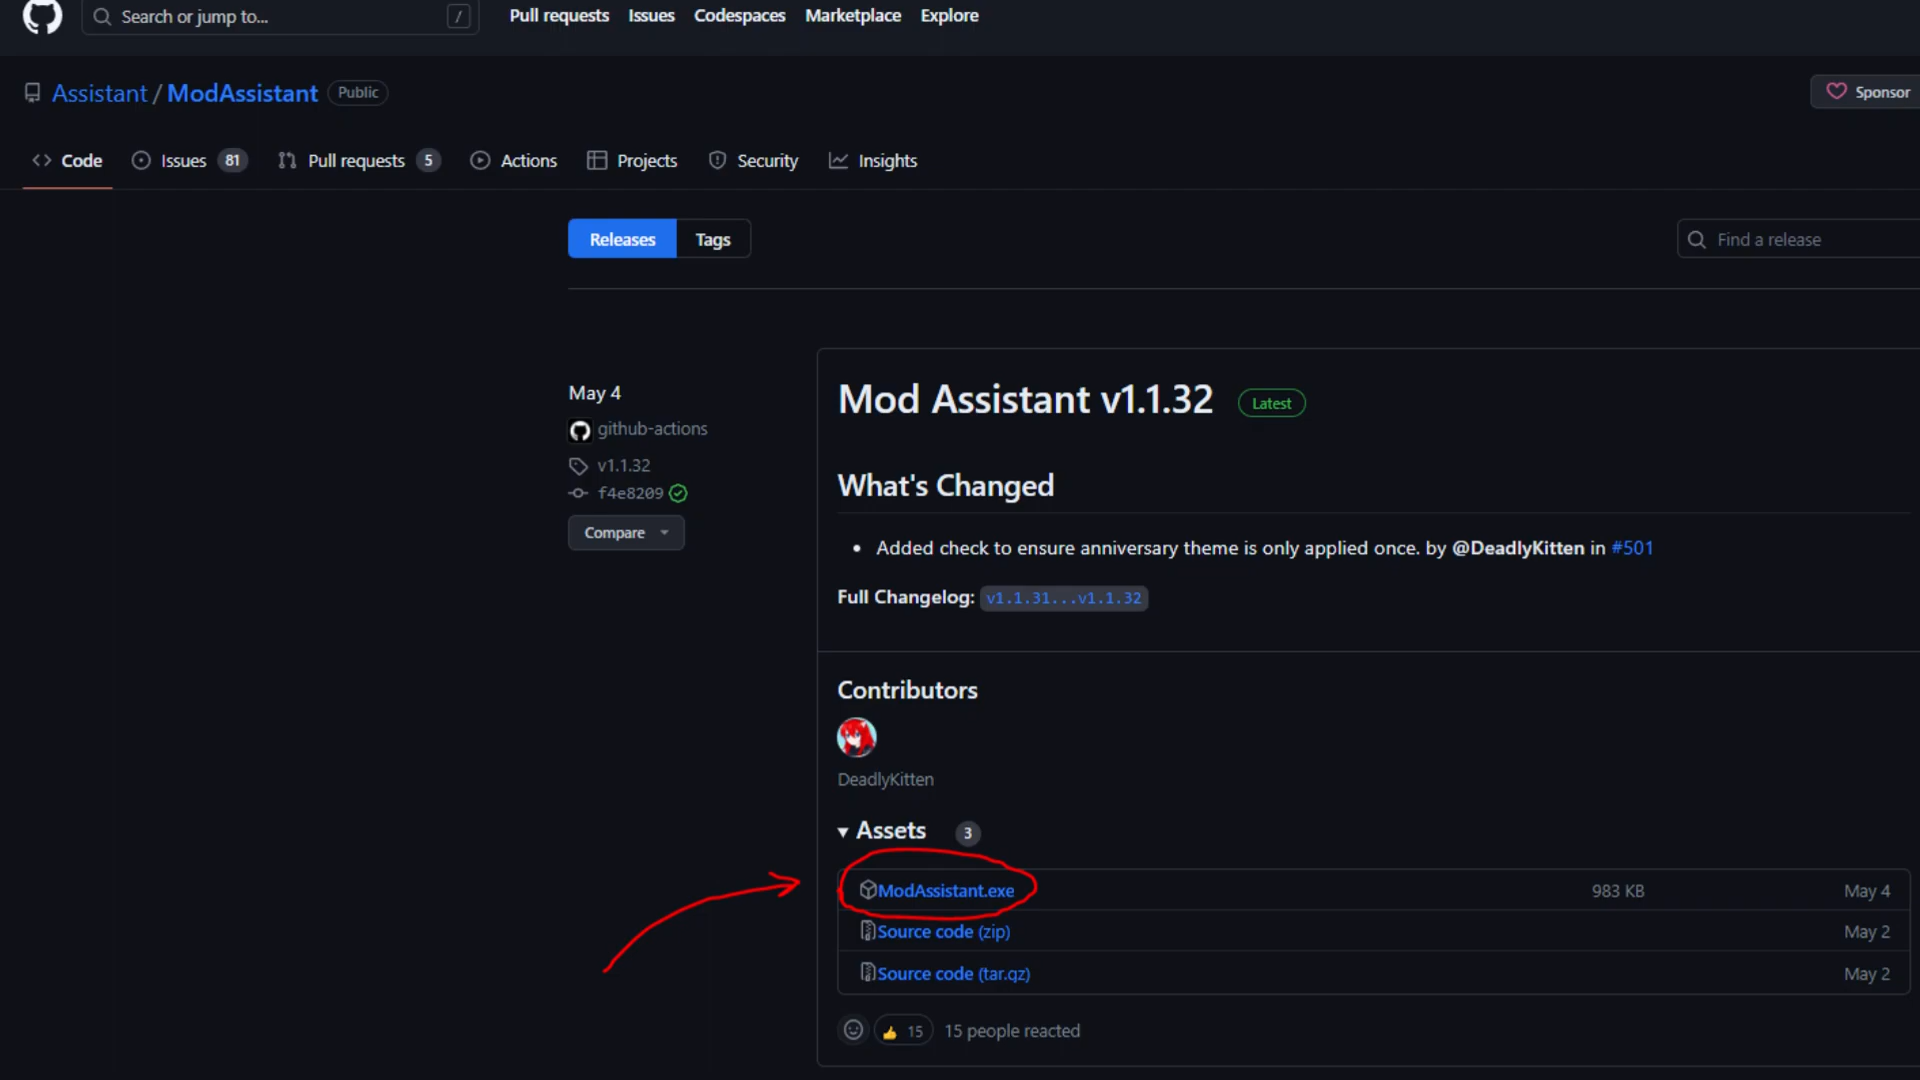 Search or jump to... /
Pull requests Issues Codespaces Marketplace Explore
Assistant / ModAssistant Public
Sponsor
Code Issues 81 Pull requests 5 Actions Projects Security Insights
Releases Tags
Find a release
May 4
github-actions
v1.1.32
f4e8209
Compare
Mod Assistant v1.1.32 Latest
What's Changed
• Added check to ensure anniversary theme is only applied once. by @DeadlyKitten in #501
Full Changelog: v1.1.31...v1.1.32
Contributors
DeadlyKitten
Assets 3
ModAssistant.exe 983 KB May 4
Source code (zip) May 2
Source code (tar.gz) May 2
👍 15 15 people reacted